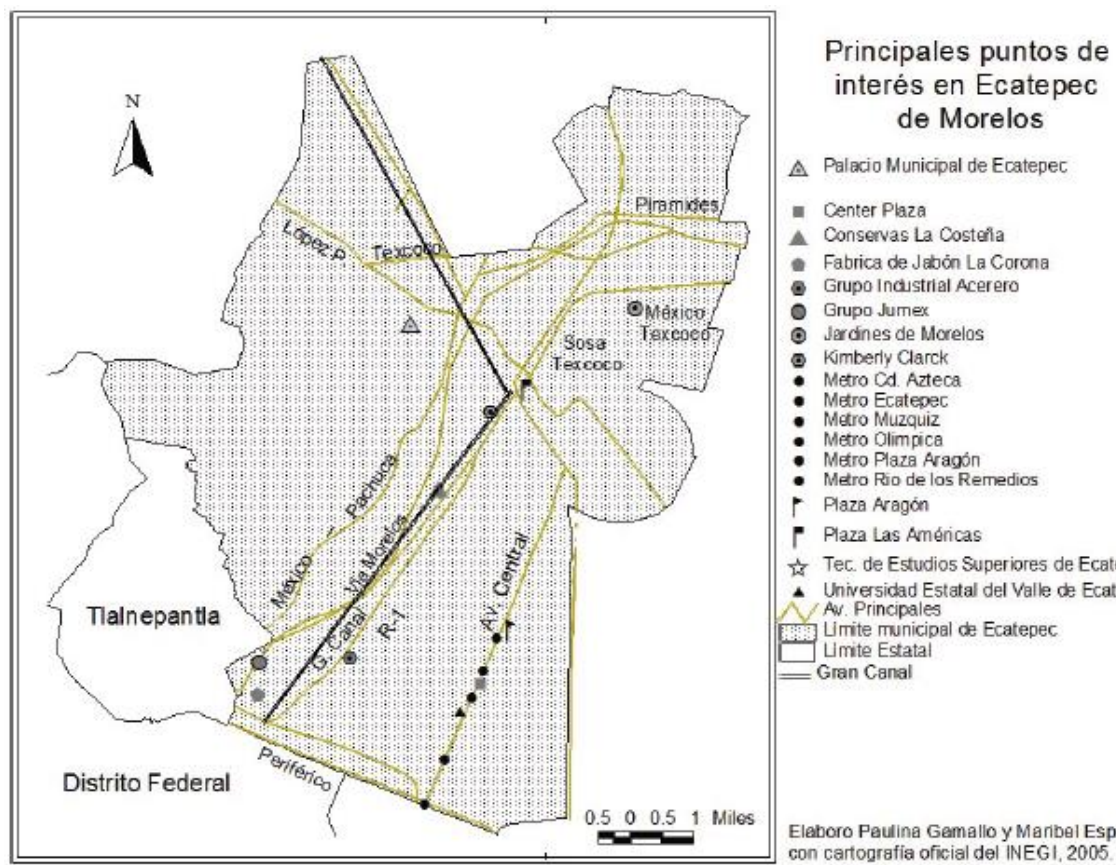 Principales puntos de
interés en Ecatepec
de Morelos
Palacio Municipal de Ecatepec
Center Plaza
Conservas La Costeña
Fabrica de Jabón La Corona
Grupo Industrial Acerero
Grupo Jumex
Jardines de Morelos
Kimberly Clarck
Metro Cd. Azteca
Metro Ecatepec
Metro Muzquiz
Metro Olimpica
Metro Plaza Aragón
Metro Rio de los Remedios
Plaza Aragón
Plaza Las Américas
Tec. de Estudios Superiores de Ecate
Universidad Estatal del Valle de Ecat
Av. Principales
Limite municipal de Ecatepec
Limite Estatal
Gran Canal
N
Piramides
López P.
Texcoco
México
Texcoco
Sosa
Texcoco
México - Pachuca
Vía Morelos
G. Canal
R-1
Av. Central
Tlalnepantla
Periférico
Distrito Federal
0.5 0 0.5 1 Miles
Elaboro Paulina Gamallo y Maribel Esp
con cartografía oficial del INEGI, 2005.